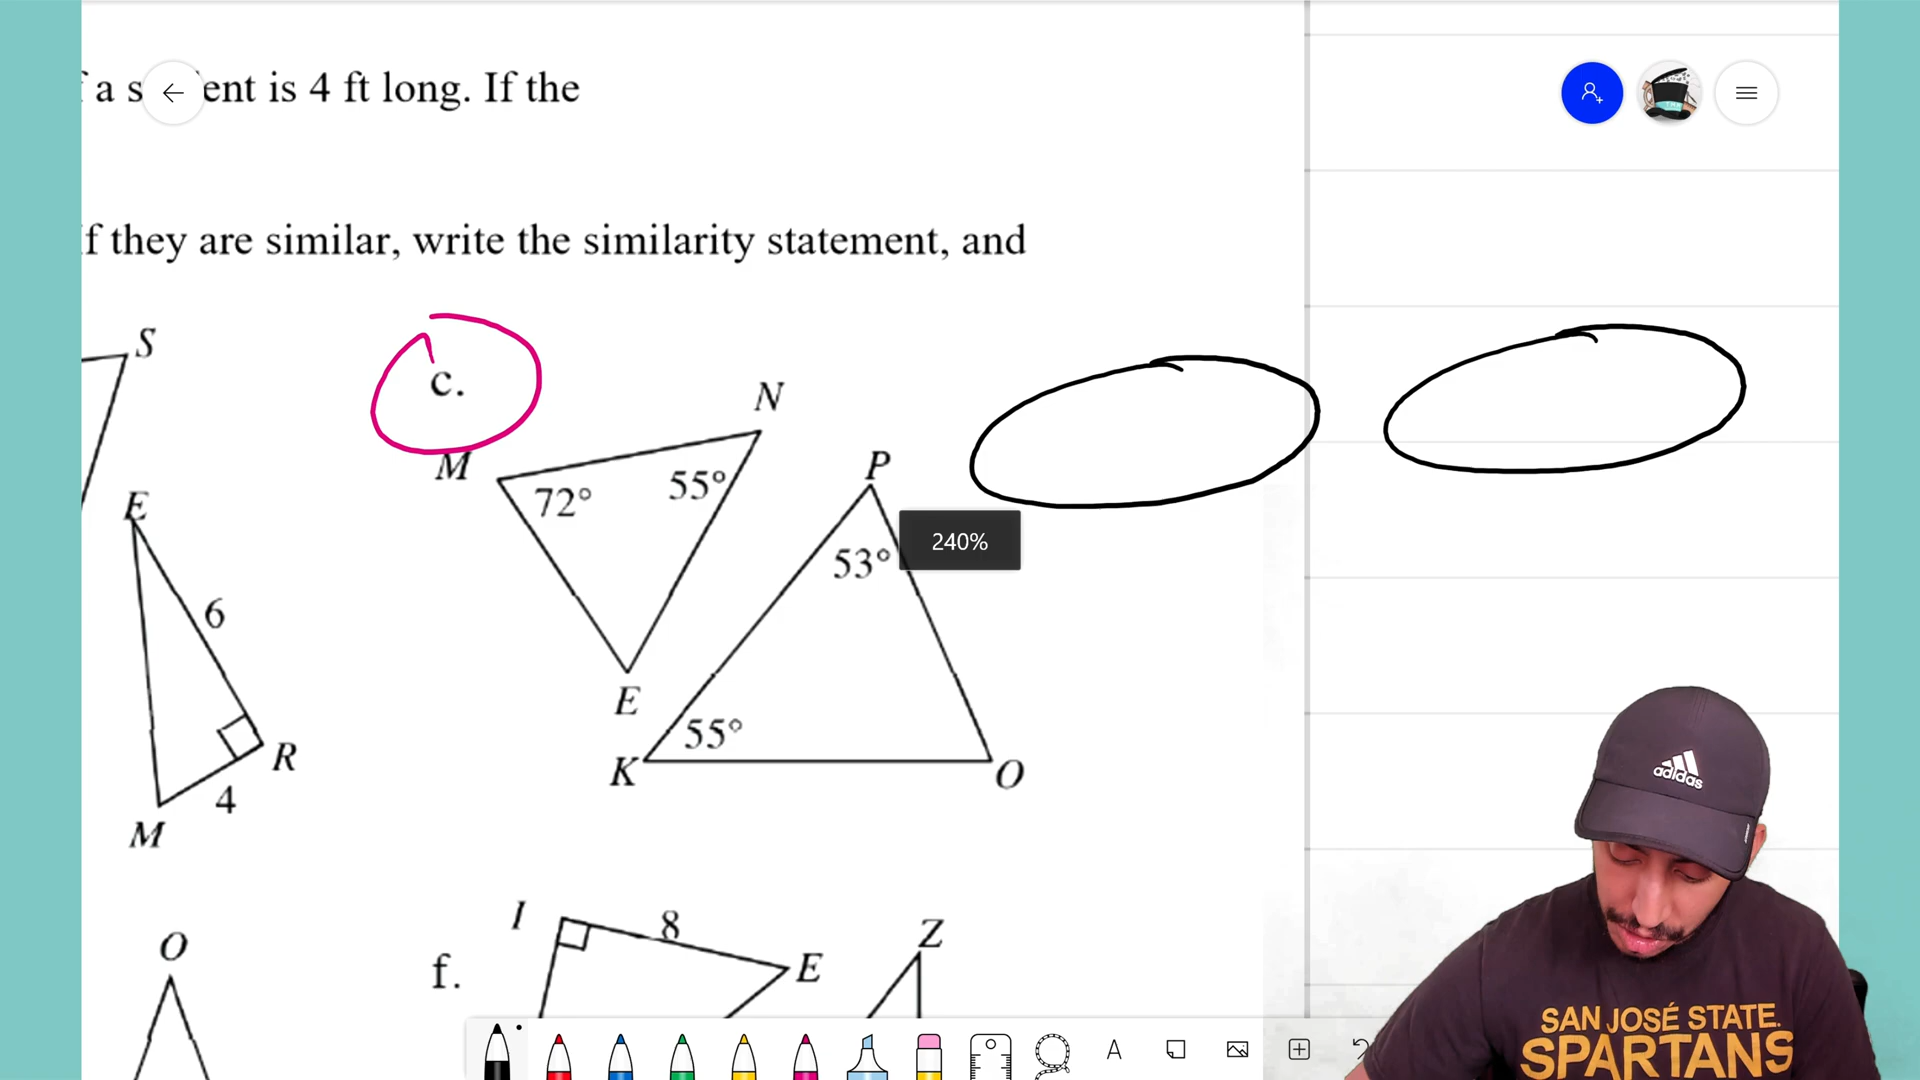 a s ent is 4 ft long. If the
f they are similar, write the similarity statement, and
S
c.
N
M
72°
55°
P
53°
240%
E
6
E
R
4
M
55°
K
O
O
I
8
Z
f.
E
A
adidas
SAN JOSÉ STATE.
SPARTANS